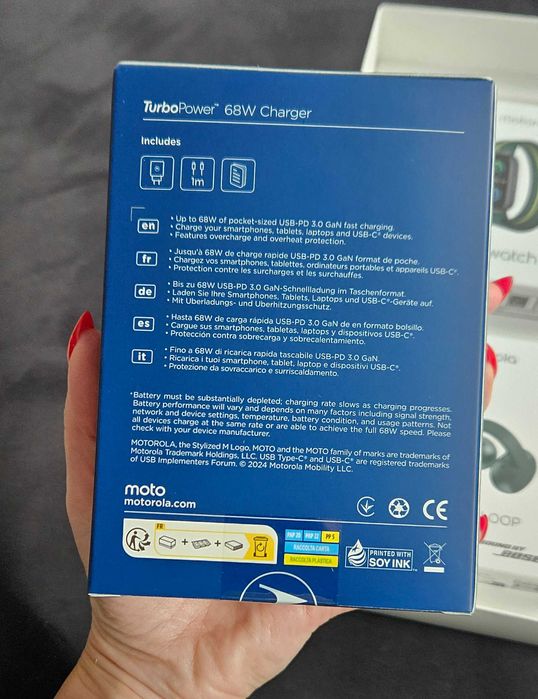 TurboPower™ 68W Charger
Includes
1m
en
• Up to 68W of pocket-sized USB-PD 3.0 GaN fast charging.
• Charge your smartphones, tablets, laptops and USB-C® devices.
• Features overcharge and overheat protection.
fr
• Jusqu'à 68W de charge rapide USB-PD 3.0 GaN format de poche.
• Chargez vos smartphones, tablettes, ordinateurs portables et appareils USB-C®.
• Protection contre les surcharges et les surchauffes.
de
• Bis zu 68W USB-PD 3.0 GaN-Schnellladung im Taschenformat.
• Laden Sie Ihre Smartphones, Tablets, Laptops und USB-C®-Geräte auf.
• Mit Überladungs- und Überhitzungsschutz.
es
• Hasta 68W de carga rápida USB-PD 3.0 GaN de en formato bolsillo.
• Cargue sus smartphones, tabletas, laptops y dispositivos USB-C®.
• Protección contra sobrecarga y sobrecalentamiento.
it
• Fino a 68W di ricarica rapida tascabile USB-PD 3.0 GaN.
• Ricarica i tuoi smartphone, tablet, laptop e dispositivi USB-C®.
• Protezione da sovraccarico e surriscaldamento.
*Battery must be substantially depleted; charging rate slows as charging progresses.
Battery performance will vary and depends on many factors including signal strength,
network and device settings, temperature, battery condition, and usage patterns. Not
all devices charge at the same rate or are able to achieve the full 68W speed. Please
check with your device manufacturer.
MOTOROLA, the Stylized M Logo, MOTO and the MOTO family of marks are trademarks of
Motorola Trademark Holdings, LLC. USB Type-C® and USB-C® are registered trademarks
of USB Implementers Forum. © 2024 Motorola Mobility LLC.
moto
motorola.com
CE
FR
+ +
PAP 20 PAP 22 PP 5
RACCOLTA CARTA
RACCOLTA PLASTICA
PRINTED WITH
SOY INK™
watch
OOP
BOSE